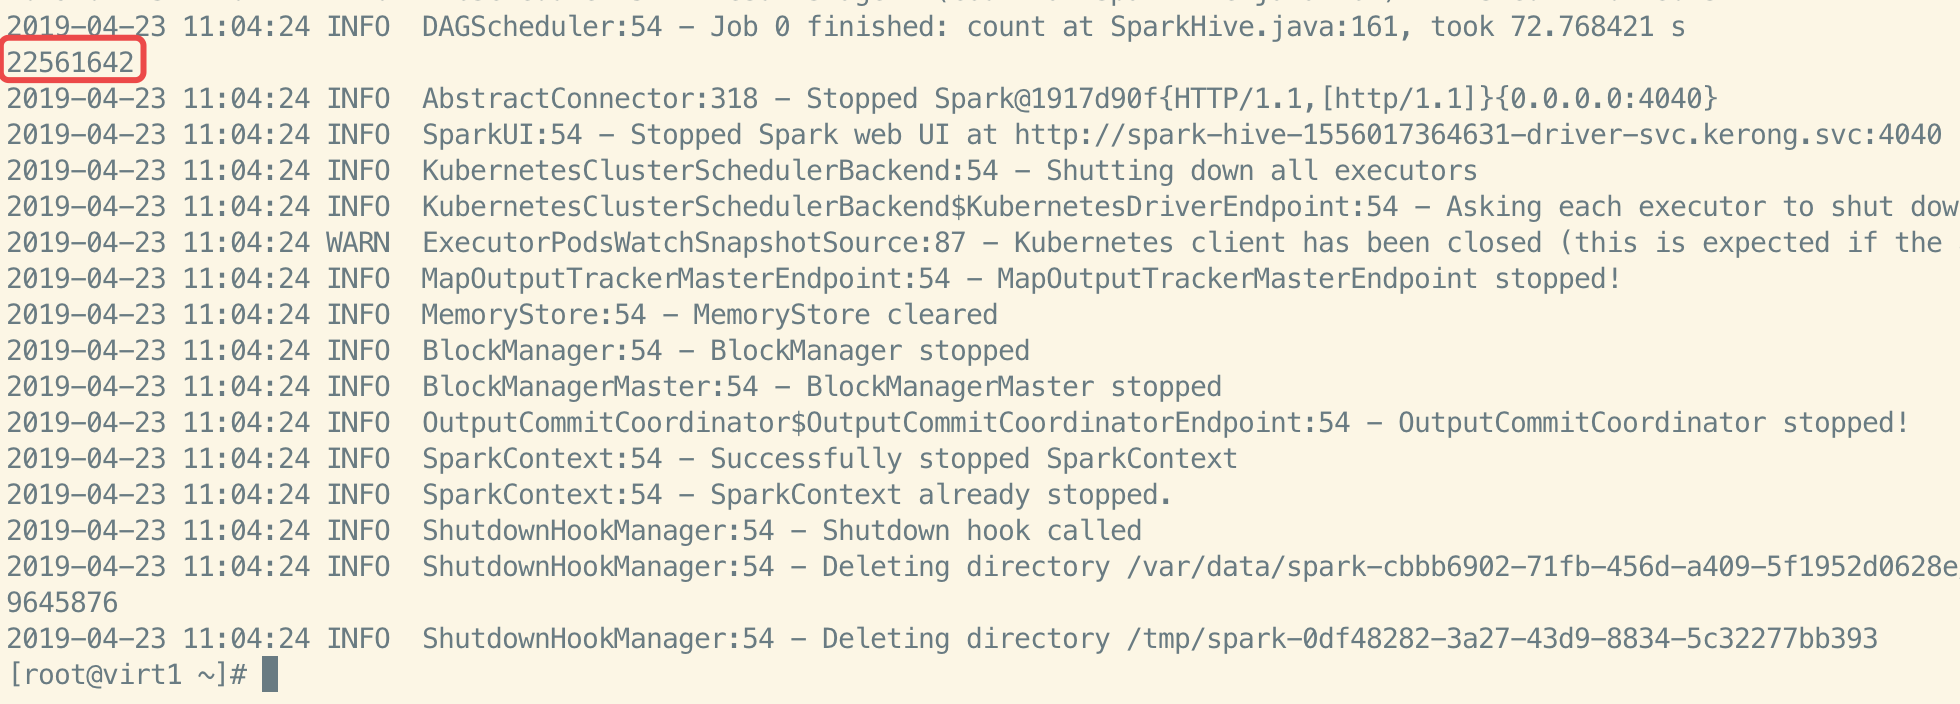 2019-04-23 11:04:24 INFO  DAGScheduler:54 - Job 0 finished: count at SparkHive.java:161, took 72.768421 s
22561642
2019-04-23 11:04:24 INFO  AbstractConnector:318 - Stopped Spark@1917d90f{HTTP/1.1,[http/1.1]}{0.0.0.0:4040}
2019-04-23 11:04:24 INFO  SparkUI:54 - Stopped Spark web UI at http://spark-hive-1556017364631-driver-svc.kerong.svc:4040
2019-04-23 11:04:24 INFO  KubernetesClusterSchedulerBackend:54 - Shutting down all executors
2019-04-23 11:04:24 INFO  KubernetesClusterSchedulerBackend$KubernetesDriverEndpoint:54 - Asking each executor to shut dow
2019-04-23 11:04:24 WARN  ExecutorPodsWatchSnapshotSource:87 - Kubernetes client has been closed (this is expected if the
2019-04-23 11:04:24 INFO  MapOutputTrackerMasterEndpoint:54 - MapOutputTrackerMasterEndpoint stopped!
2019-04-23 11:04:24 INFO  MemoryStore:54 - MemoryStore cleared
2019-04-23 11:04:24 INFO  BlockManager:54 - BlockManager stopped
2019-04-23 11:04:24 INFO  BlockManagerMaster:54 - BlockManagerMaster stopped
2019-04-23 11:04:24 INFO  OutputCommitCoordinator$OutputCommitCoordinatorEndpoint:54 - OutputCommitCoordinator stopped!
2019-04-23 11:04:24 INFO  SparkContext:54 - Successfully stopped SparkContext
2019-04-23 11:04:24 INFO  SparkContext:54 - SparkContext already stopped.
2019-04-23 11:04:24 INFO  ShutdownHookManager:54 - Shutdown hook called
2019-04-23 11:04:24 INFO  ShutdownHookManager:54 - Deleting directory /var/data/spark-cbbb6902-71fb-456d-a409-5f1952d0628e
9645876
2019-04-23 11:04:24 INFO  ShutdownHookManager:54 - Deleting directory /tmp/spark-0df48282-3a27-43d9-8834-5c32277bb393
[root@virt1 ~]#